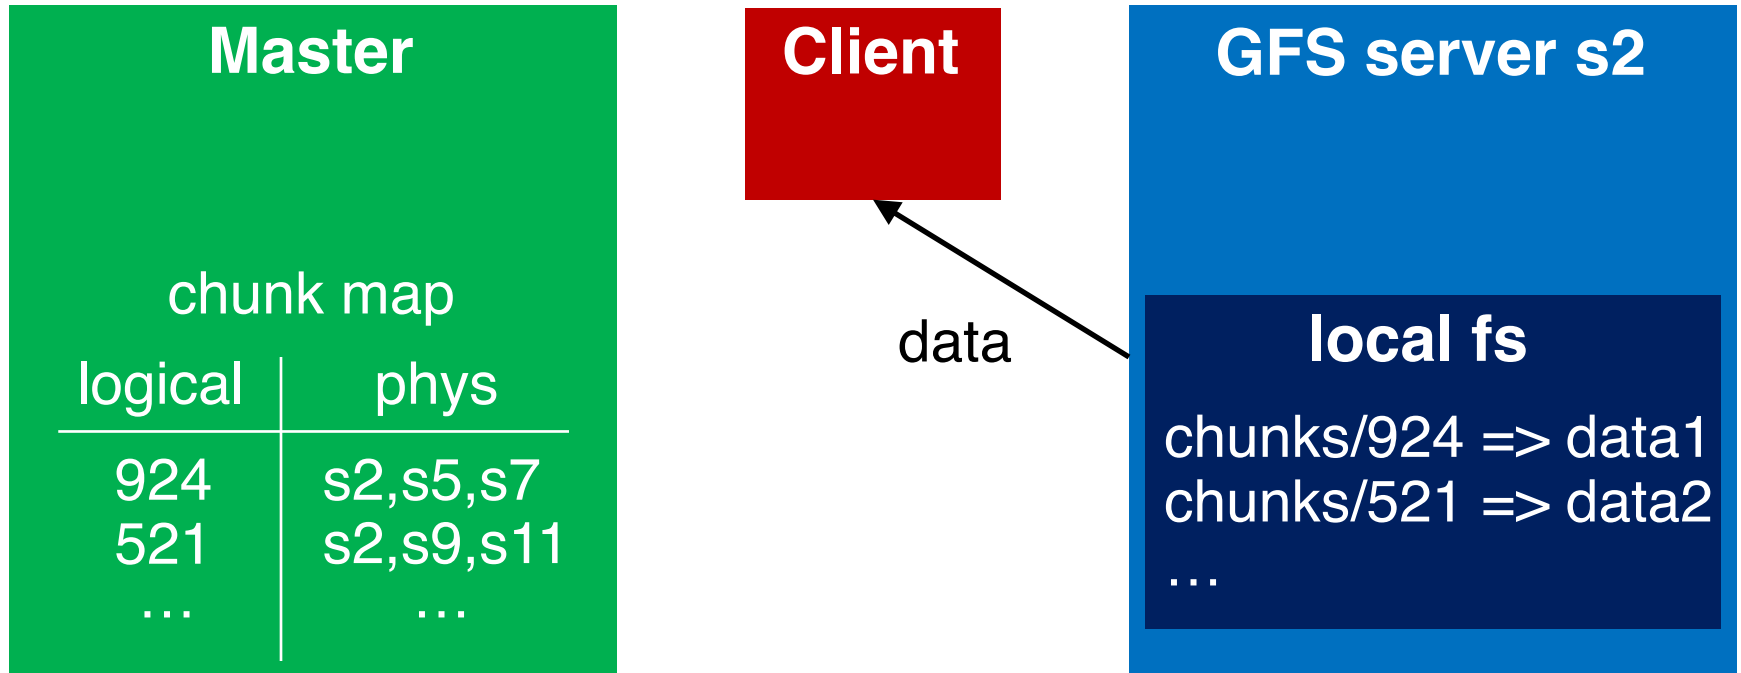 Master
chunk map
logical phys
924 s2,s5,s7
521 s2,s9,s11
... ...
Client
data
GFS server s2
local fs
chunks/924 => data1
chunks/521 => data2
...